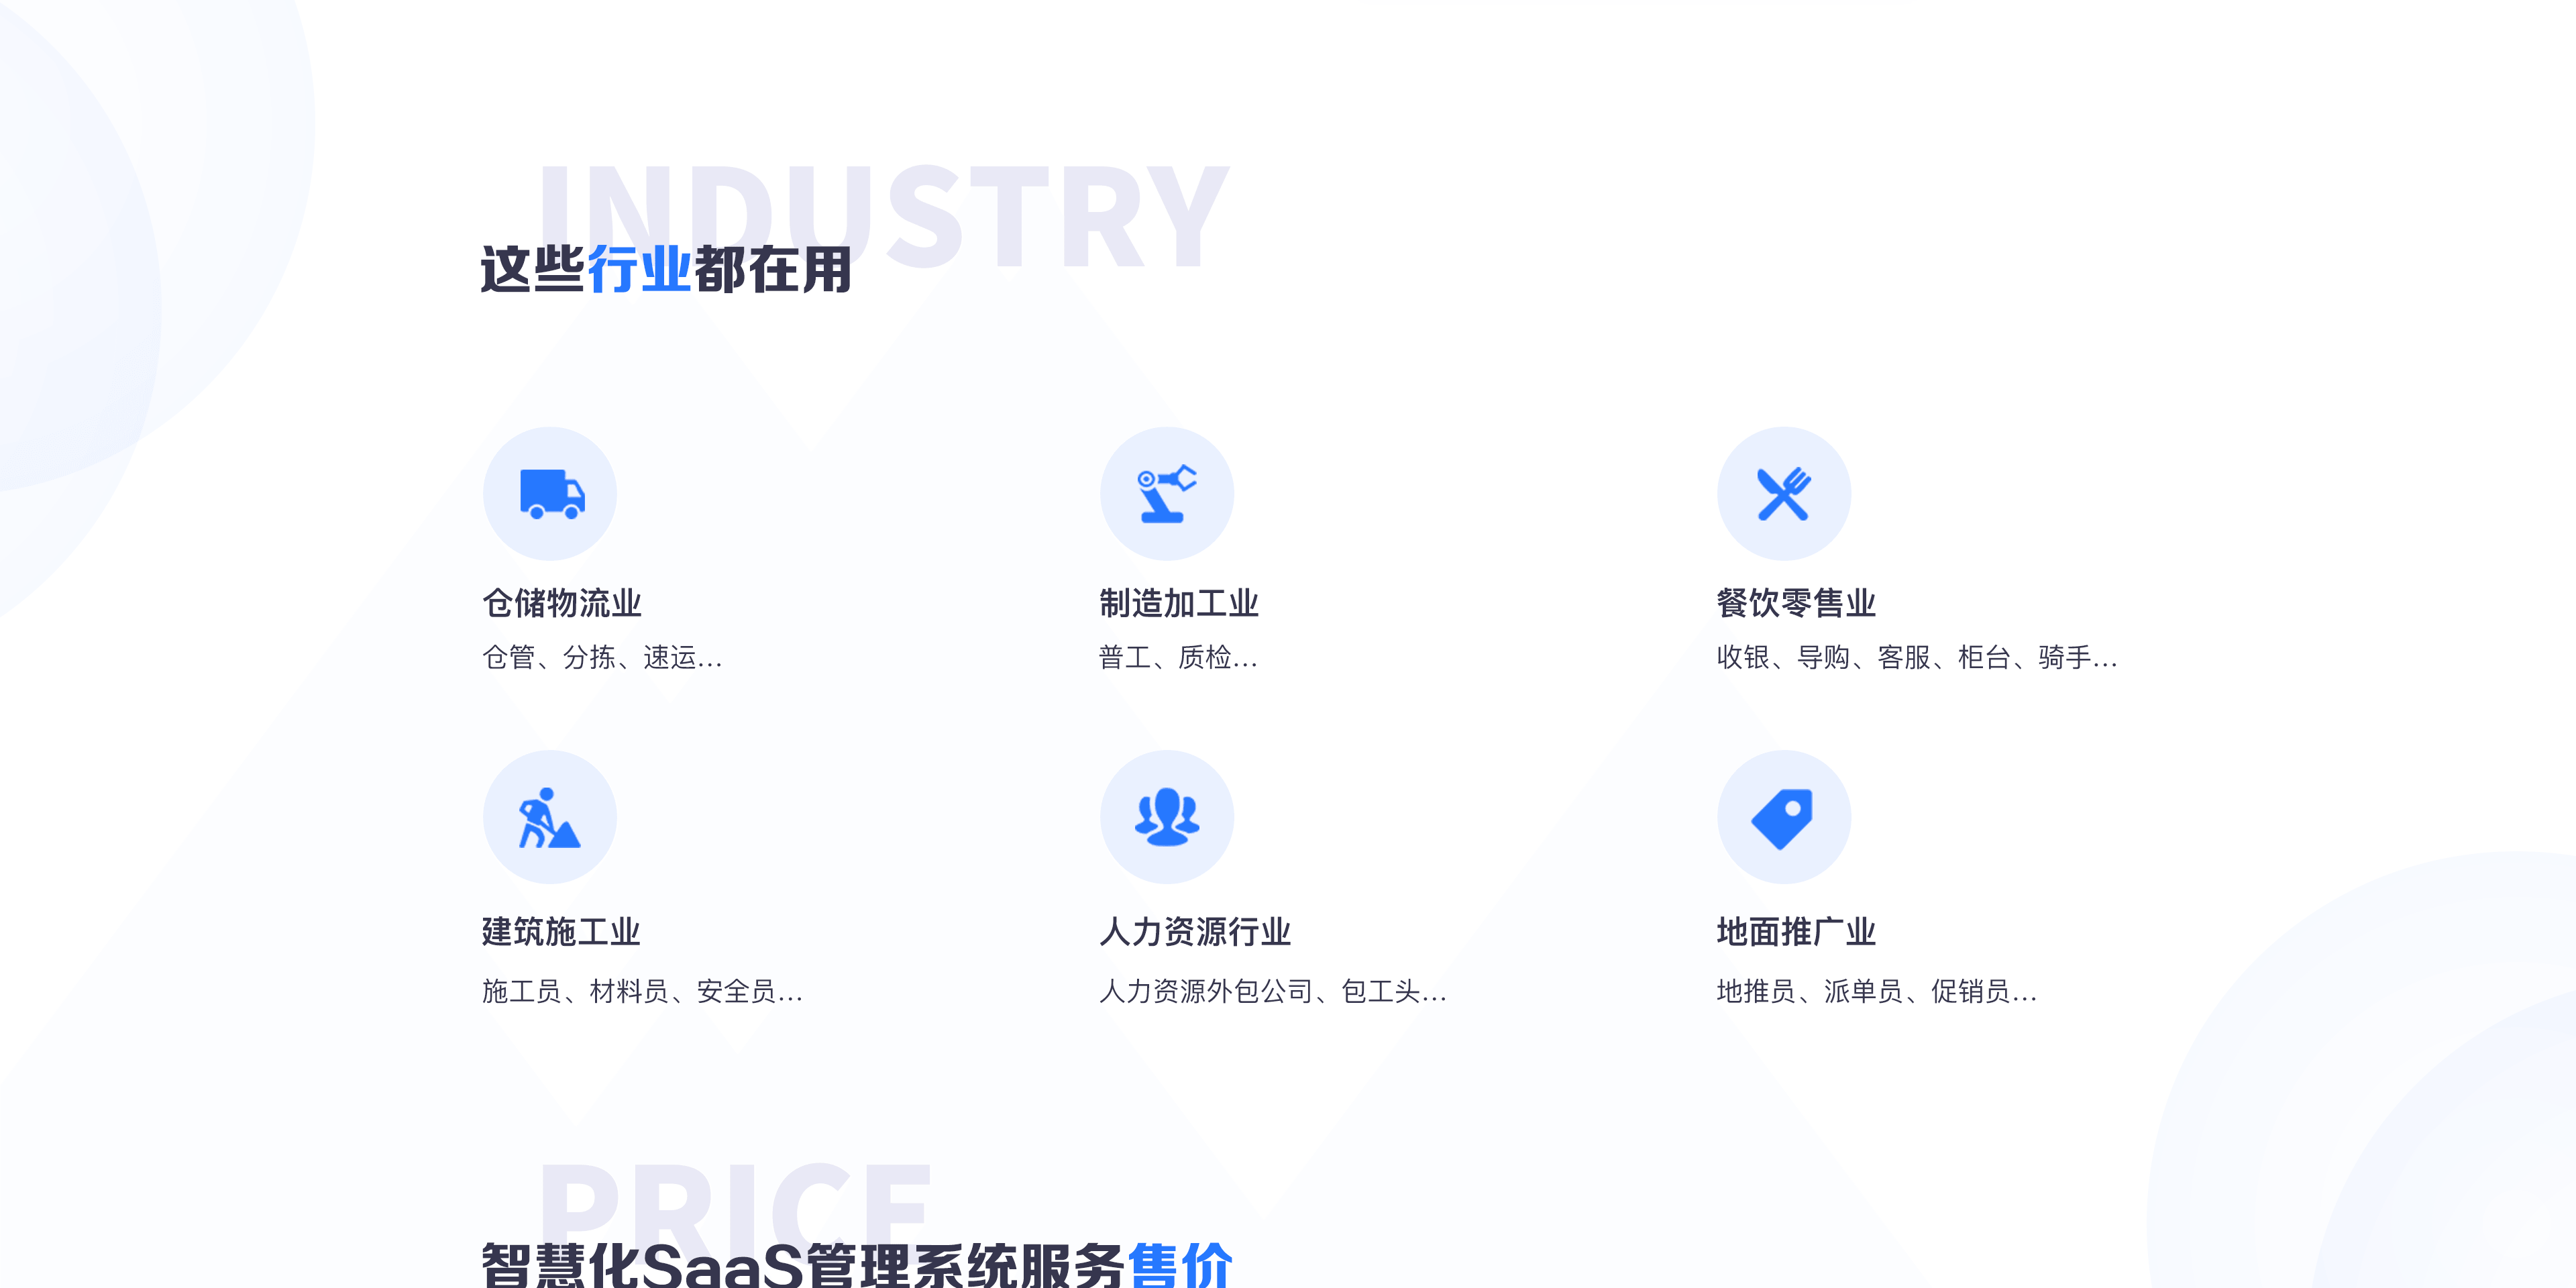 INDUSTRY
这些行业都在用
仓储物流业
仓管、分拣、速运...
制造加工业
普工、质检...
餐饮零售业
收银、导购、客服、柜台、骑手...
建筑施工业
施工员、材料员、安全员...
人力资源行业
人力资源外包公司、包工头...
地面推广业
地推员、派单员、促销员...
PRICE
智慧化SaaS管理系统服务售价